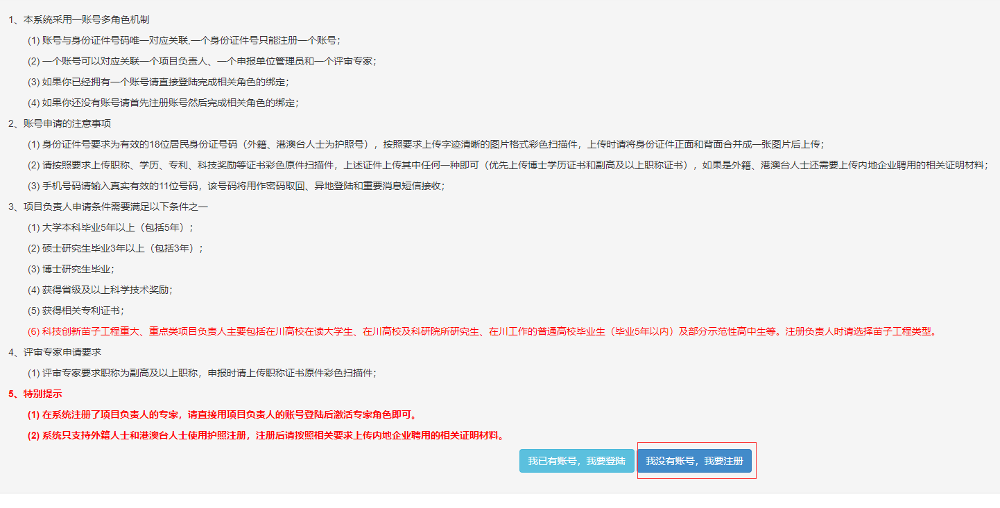 1、本系统采用一账号多角色机制
(1) 账号与身份证件号码唯一对应关联,一个身份证件号只能注册一个账号；
(2) 一个账号可以对应关联一个项目负责人、一个申报单位管理员和一个评审专家；
(3) 如果你已经拥有一个账号请直接登陆完成相关角色的绑定；
(4) 如果你还没有账号请首先注册账号然后完成相关角色的绑定；
2、账号申请的注意事项
(1) 身份证件号要求为有效的18位居民身份证号码（外籍、港澳台人士为护照号），按照要求上传字迹清晰的图片格式彩色扫描件，上传时请将身份证件正面和背面合并成一张图片后上传；
(2) 请按照要求上传职称、学历、专利、科技奖励等证书彩色原件扫描件，上述证件上传其中任何一种即可（优先上传博士学历证书和副高及以上职称证书），如果是外籍、港澳台人士还需要上传内地企业聘用的相关证明材料；
(3) 手机号码请输入真实有效的11位号码，该号码将用作密码取回、异地登陆和重要消息短信接收；
3、项目负责人申请条件需要满足以下条件之一
(1) 大学本科毕业5年以上（包括5年）；
(2) 硕士研究生毕业3年以上（包括3年）；
(3) 博士研究生毕业；
(4) 获得省级及以上科学技术奖励；
(5) 获得相关专利证书；
(6) 科技创新苗子工程重大、重点类项目负责人主要包括在川高校在读大学生、在川高校及科研院所研究生、在川工作的普通高校毕业生（毕业5年以内）及部分示范性高中生等。注册负责人时请选择苗子工程类型。
4、评审专家申请要求
(1) 评审专家要求职称为副高及以上职称，申报时请上传职称证书原件彩色扫描件；
5、特别提示
(1) 在系统注册了项目负责人的专家，请直接用项目负责人的账号登陆后激活专家角色即可。
(2) 系统只支持外籍人士和港澳台人士使用护照注册，注册后请按照相关要求上传内地企业聘用的相关证明材料。
我已有账号，我要登陆 我没有账号，我要注册